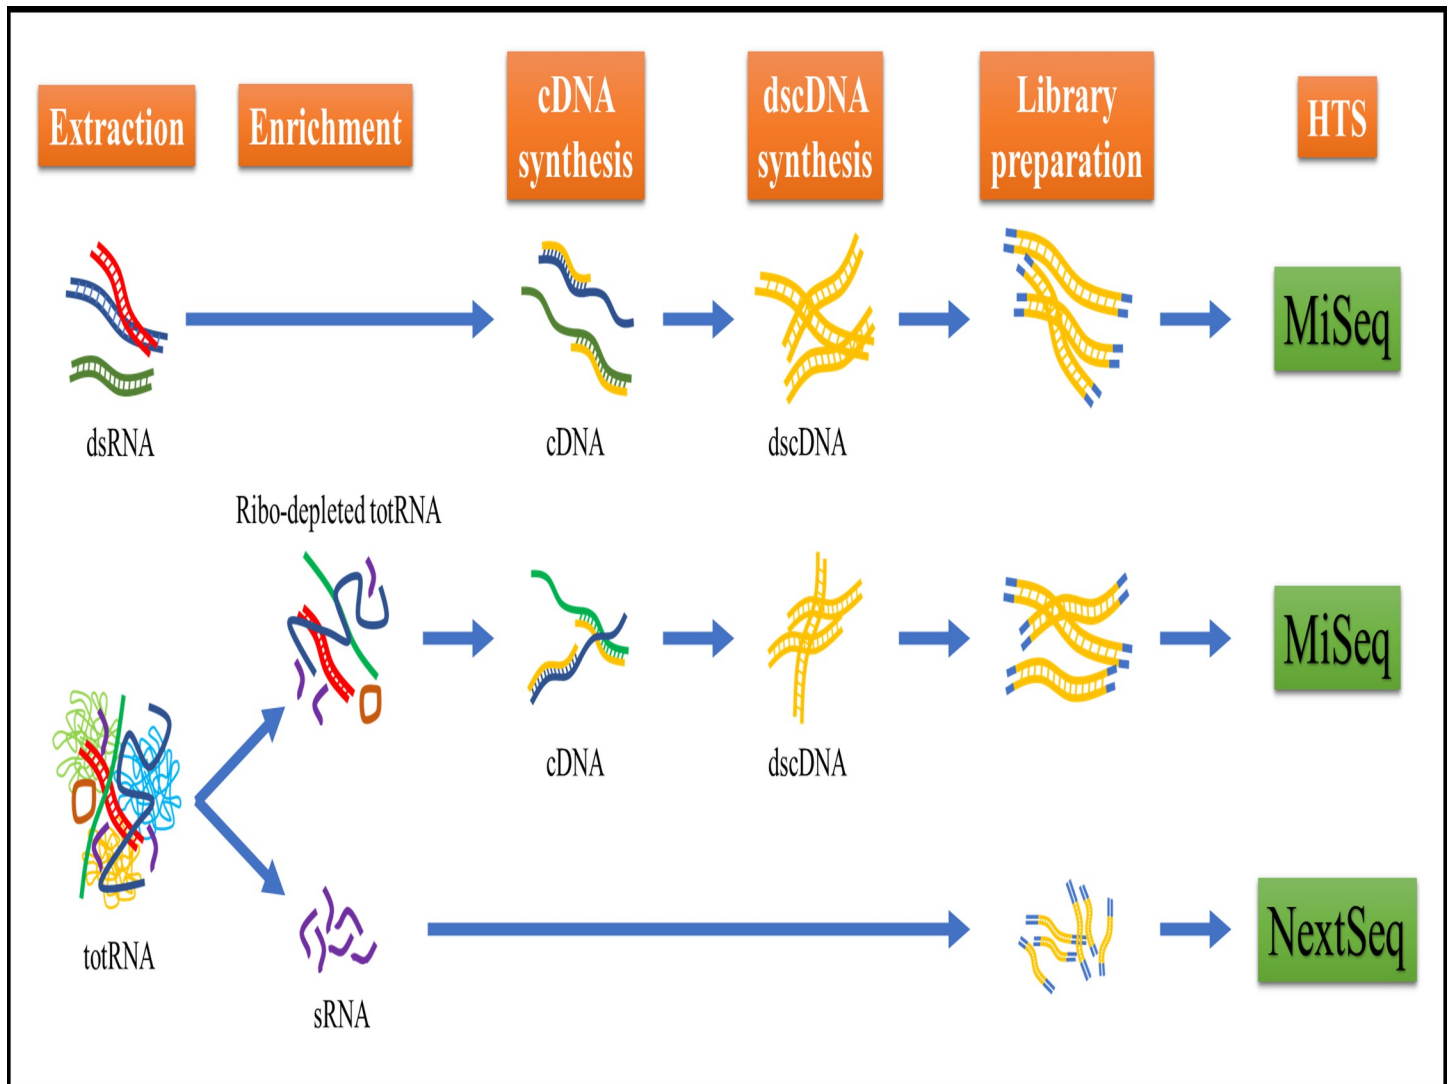 Extraction
Enrichment
cDNA
synthesis
dscDNA
synthesis
Library
preparation
HTS
dsRNA
cDNA
dscDNA
MiSeq
Ribo-depleted totRNA
cDNA
dscDNA
MiSeq
totRNA
sRNA
NextSeq